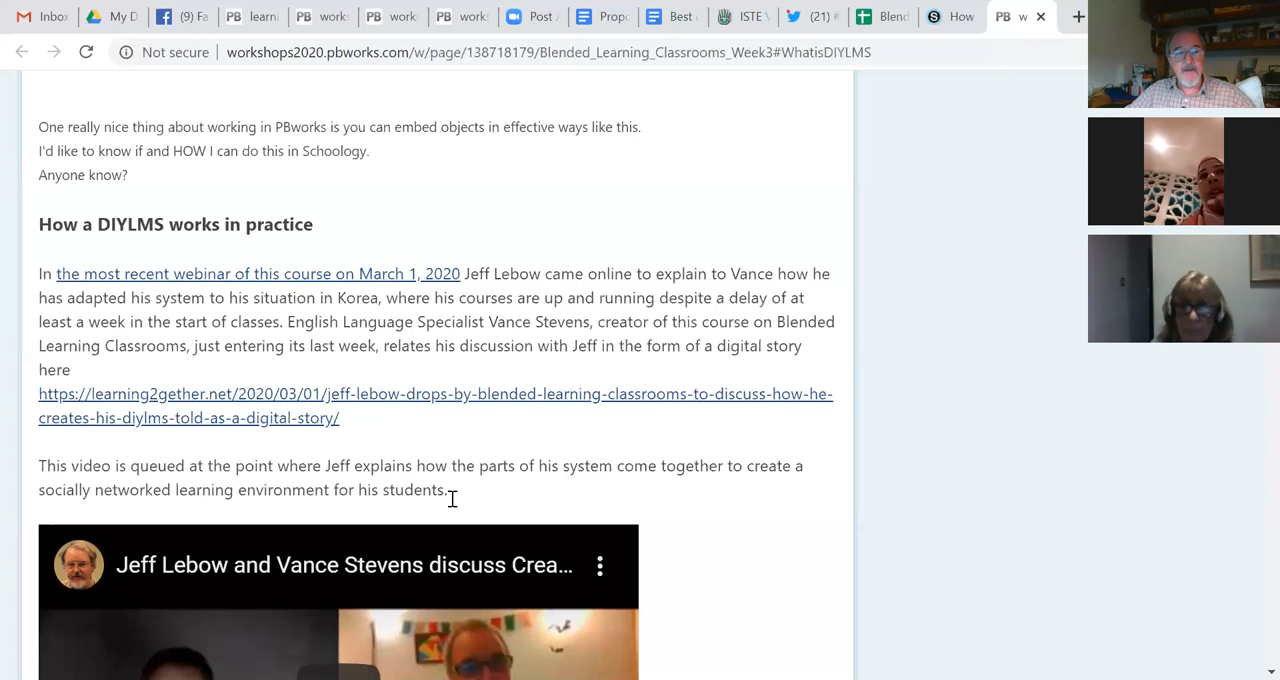 Inbox My D (9) Fa learni works work work Post Prop Best ISTE (21) # Blend How w
Not secure workshops2020.pbworks.com/w/page/138718179/Blended_Learning_Classrooms_Week3#WhatisDIYLMS
One really nice thing about working in PBworks is you can embed objects in effective ways like this.
I'd like to know if and HOW I can do this in Schoology.
Anyone know?
How a DIYLMS works in practice
In the most recent webinar of this course on March 1, 2020 Jeff Lebow came online to explain to Vance how he
has adapted his system to his situation in Korea, where his courses are up and running despite a delay of at
least a week in the start of classes. English Language Specialist Vance Stevens, creator of this course on Blended
Learning Classrooms, just entering its last week, relates his discussion with Jeff in the form of a digital story
here
https://learning2gether.net/2020/03/01/jeff-lebow-drops-by-blended-learning-classrooms-to-discuss-how-he-
creates-his-diylms-told-as-a-digital-story/
This video is queued at the point where Jeff explains how the parts of his system come together to create a
socially networked learning environment for his students.
Jeff Lebow and Vance Stevens discuss Crea...